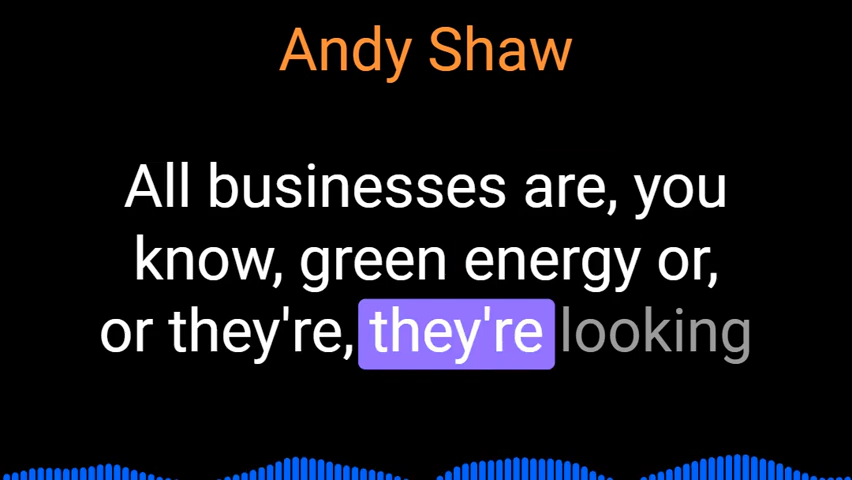 Andy Shaw
All businesses are, you
know, green energy or,
or they're, they're looking